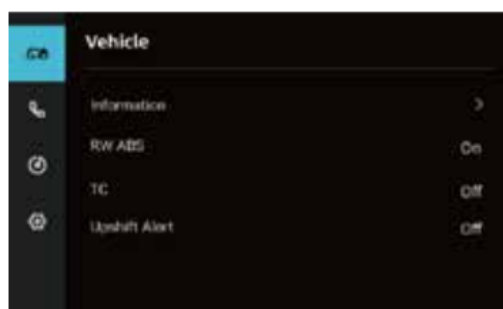 Vehicle
Information
RW ABS On
TC Off
Upshift Alert Off